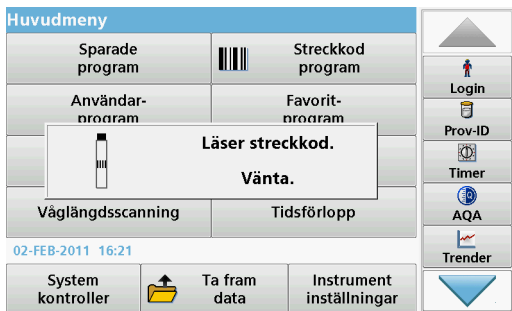 Huvudmeny
Sparade
program
Streckkod
program
Användar-
program
Favorit-
program
Läser streckkod.
Vänta.
Våglängdsscanning
Tidsförlopp
02-FEB-2011 16:21
System
kontroller
Ta fram
data
Instrument
inställningar
Login
Prov-ID
Timer
AQA
Trender